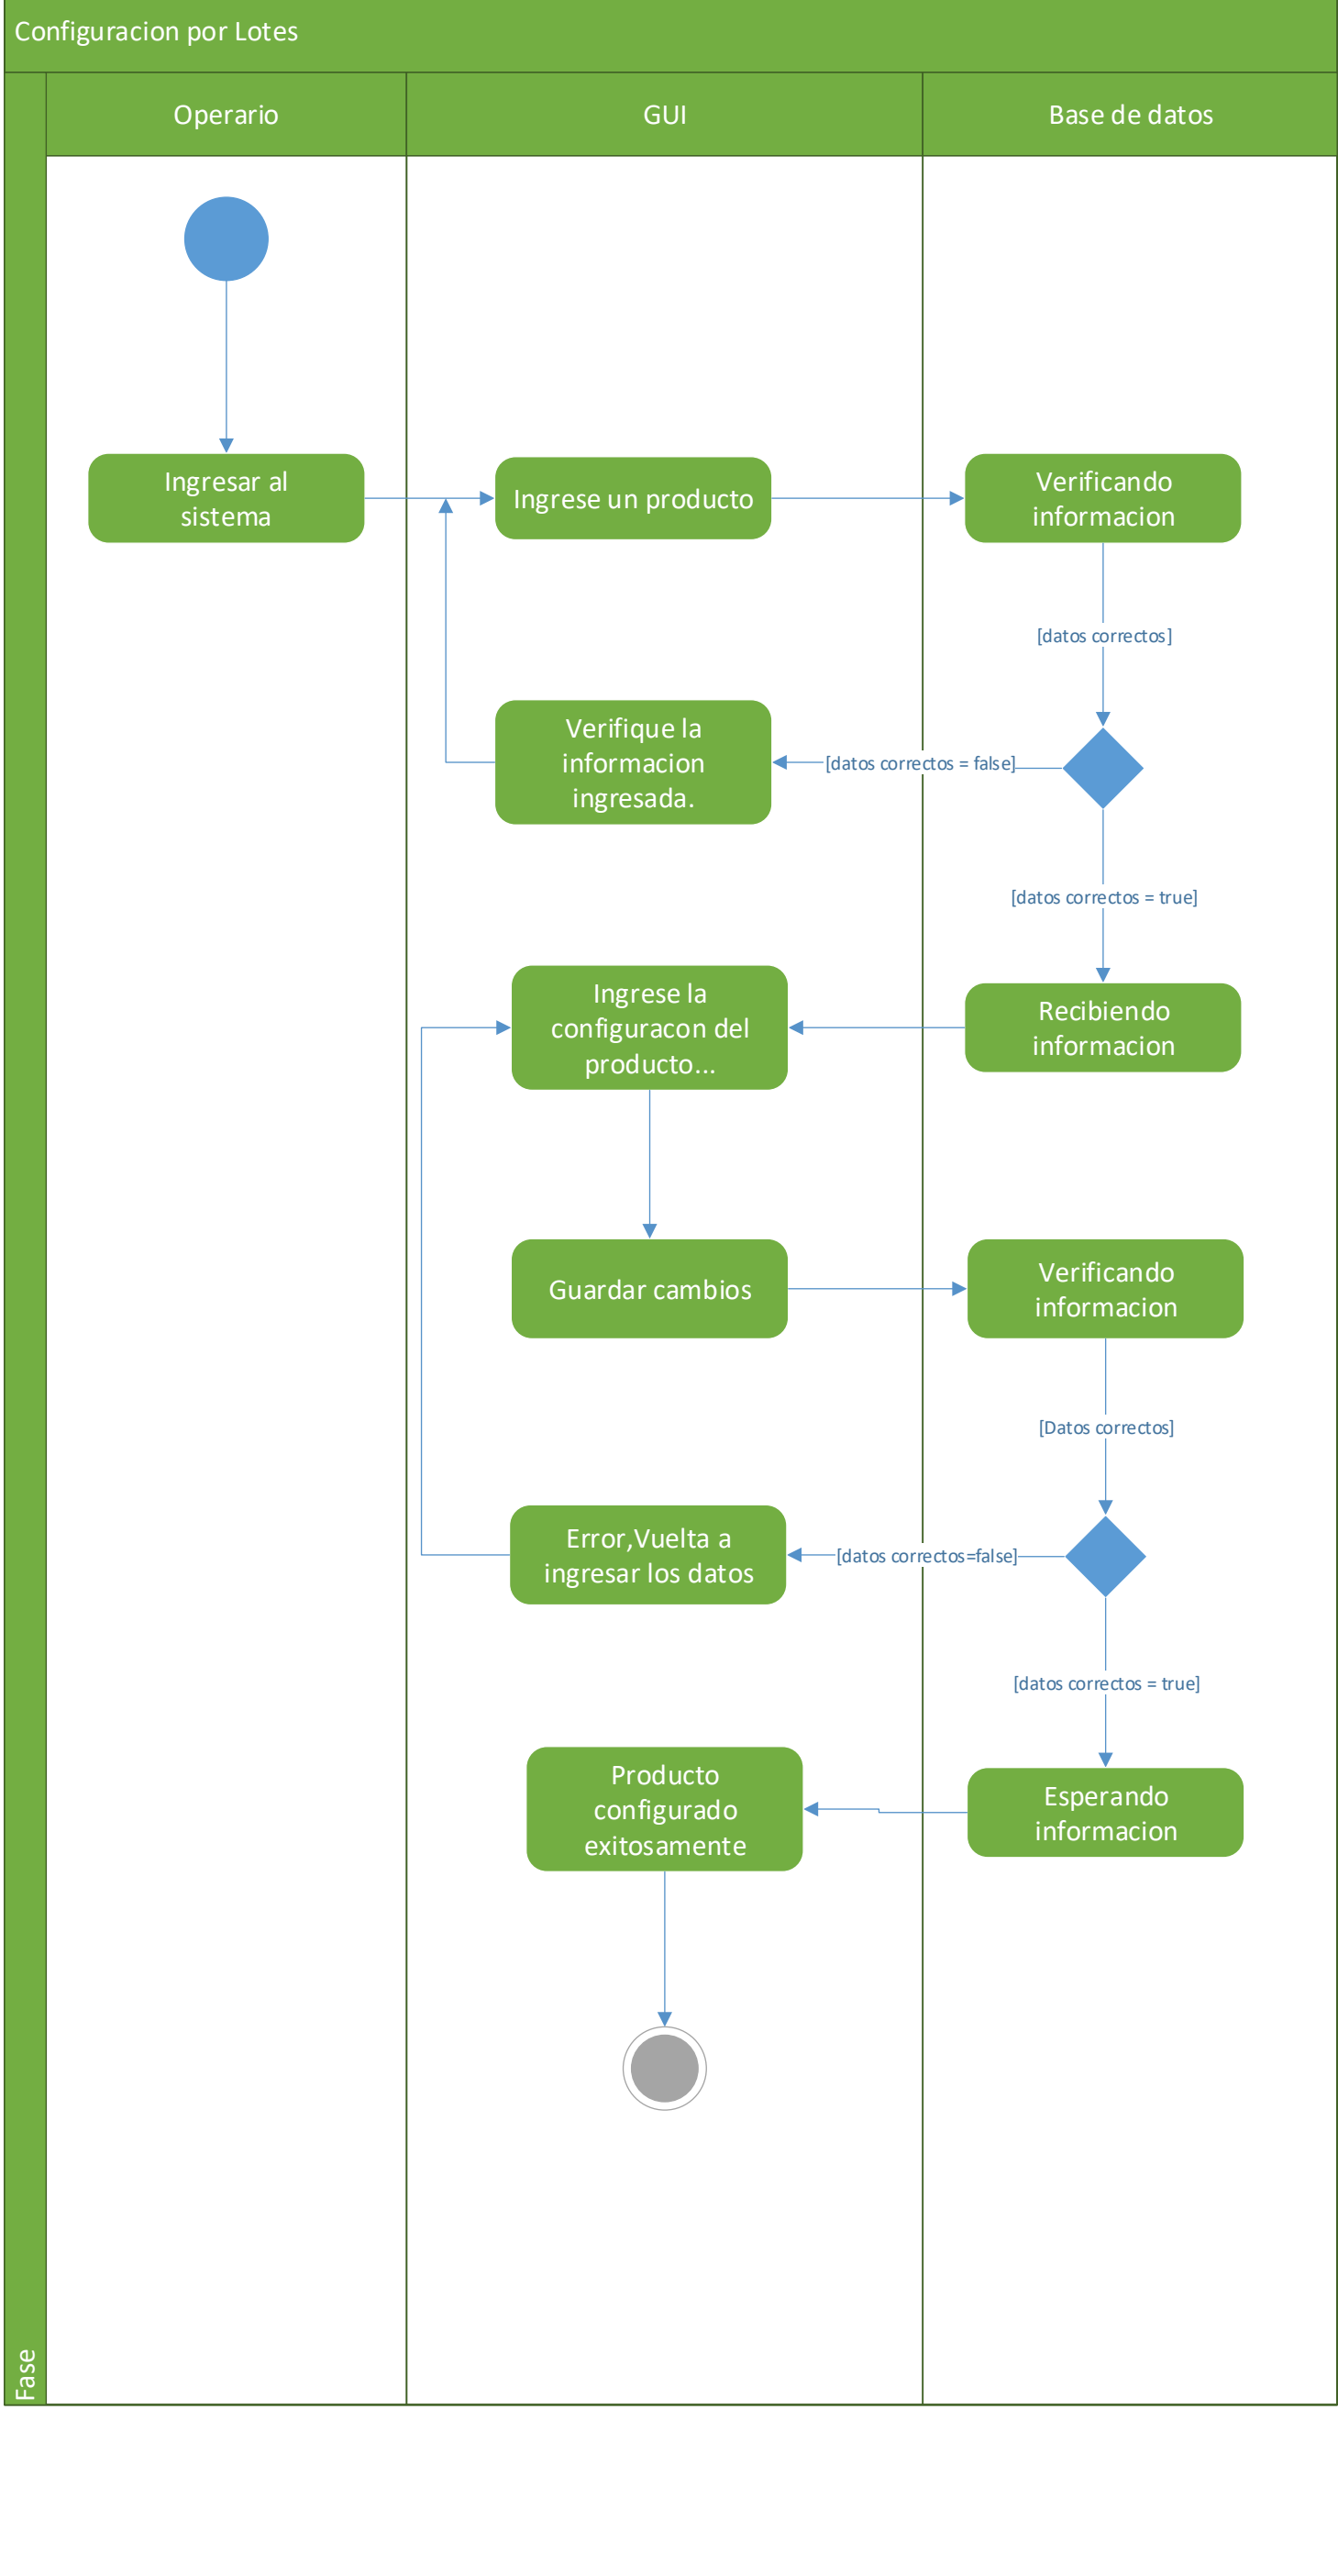 Configuracion por Lotes
Operario
GUI
Base de datos
Ingresar al
sistema
Ingrese un producto
Verificando
informacion
[datos correctos]
Verifique la
informacion
ingresada.
[datos correctos = false]
[datos correctos = true]
Ingrese la
configuracon del
producto...
Recibiendo
informacion
Guardar cambios
Verificando
informacion
[Datos correctos]
Error,Vuelta a
ingresar los datos
[datos correctos=false]
[datos correctos = true]
Producto
configurado
exitosamente
Esperando
informacion
Fase